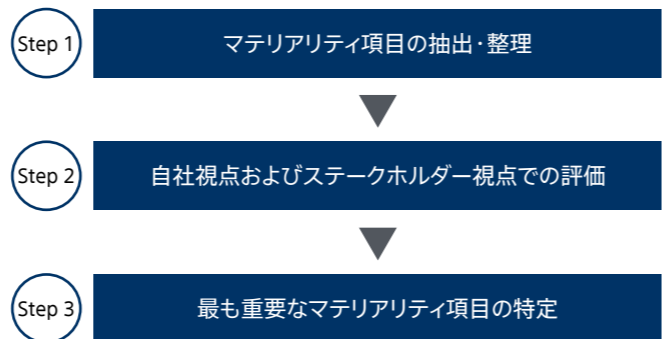 Step 1
マテリアリティ項目の抽出・整理
Step 2
自社視点およびステークホルダー視点での評価
Step 3
最も重要なマテリアリティ項目の特定